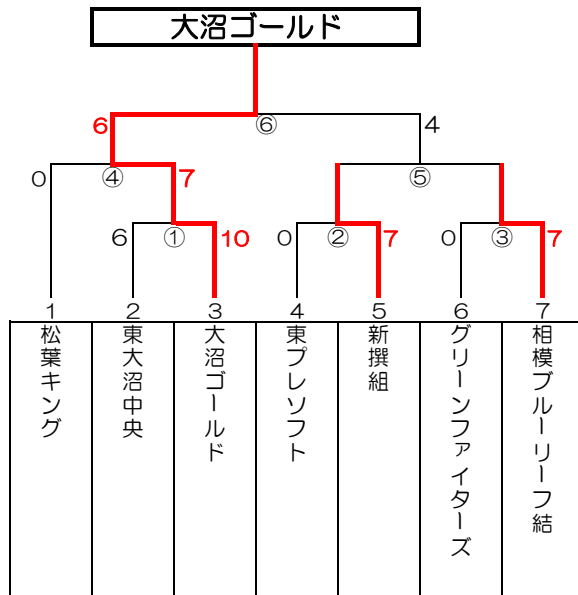 大沼ゴールド
6
⑥
4
0
④
7
⑤
6
①
10
0
②
7
0
③
7
1
2
3
4
5
6
7
松葉キング
東大沼中央
大沼ゴールド
東プレソフト
新撰組
グリーンファイターズ
相模ブルーリーフ結